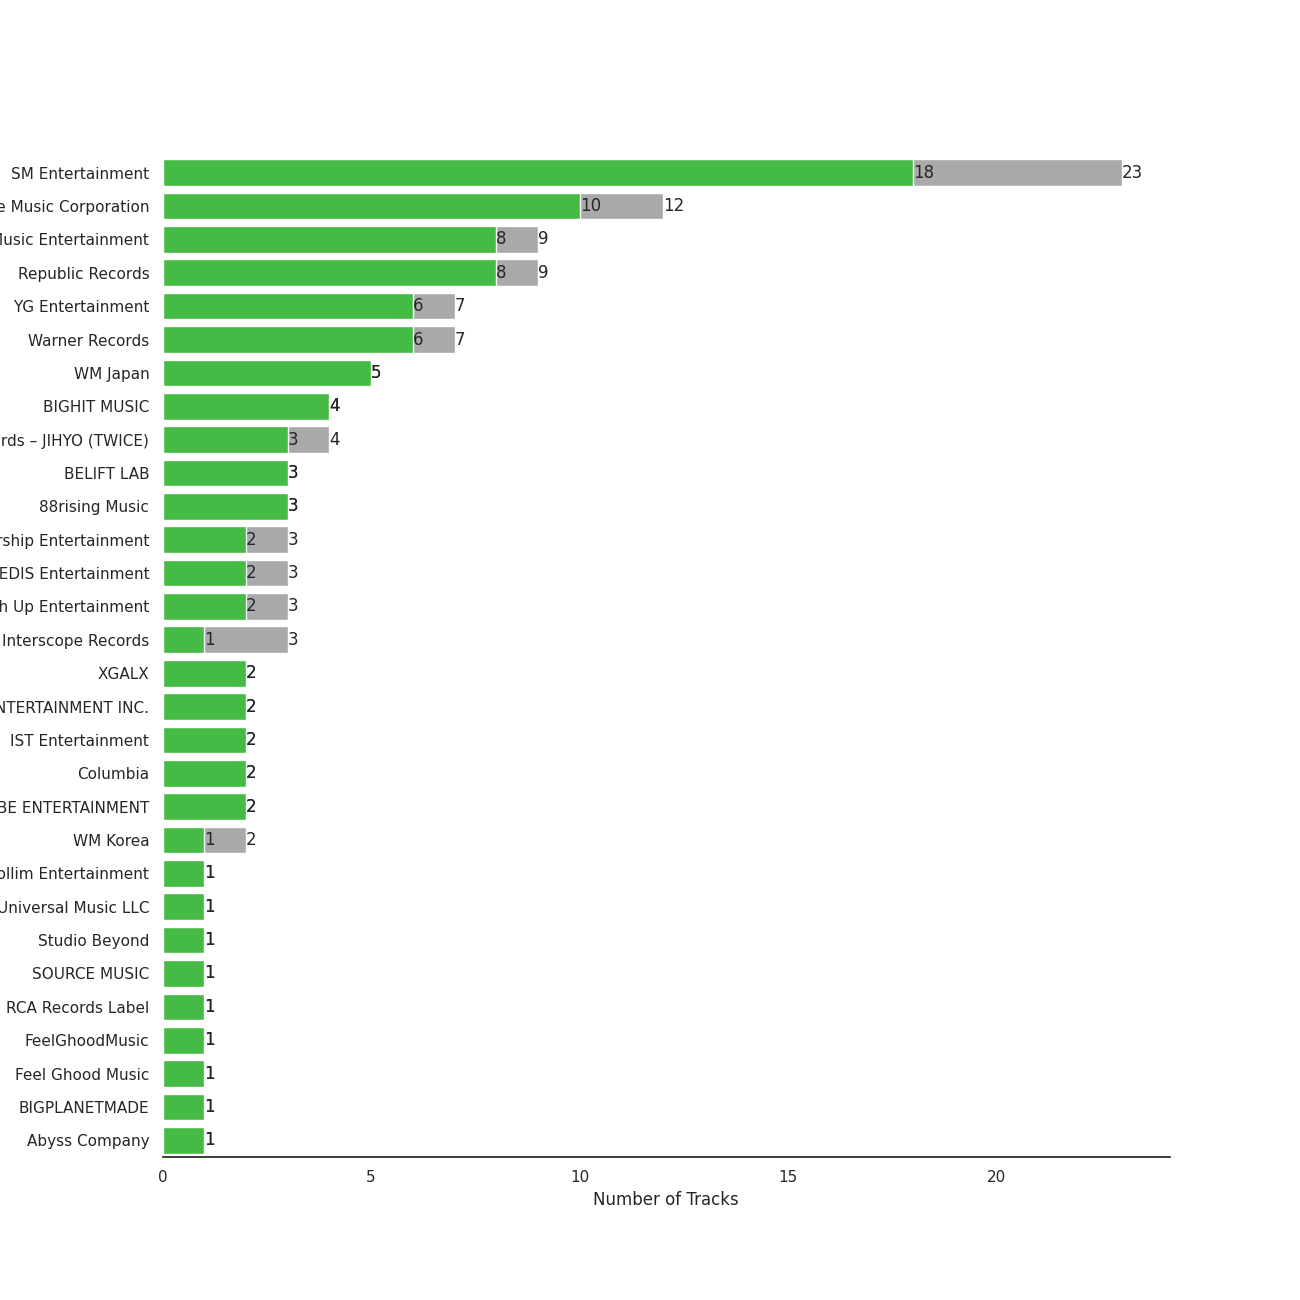 SM Entertainment 18 23
e Music Corporation 10 12
Music Entertainment 8 9
Republic Records 8 9
YG Entertainment 6 7
Warner Records 6 7
WM Japan 5
BIGHIT MUSIC 4
rds – JIHYO (TWICE) 3 4
BELIFT LAB 3
88rising Music 3
rship Entertainment 2 3
EDIS Entertainment 2 3
h Up Entertainment 2 3
Interscope Records 1 3
XGALX 2
NTERTAINMENT INC. 2
IST Entertainment 2
Columbia 2
BE ENTERTAINMENT 2
WM Korea 1 2
ollim Entertainment 1
Universal Music LLC 1
Studio Beyond 1
SOURCE MUSIC 1
RCA Records Label 1
FeelGhoodMusic 1
Feel Ghood Music 1
BIGPLANETMADE 1
Abyss Company 1
0 5 10 15 20
Number of Tracks